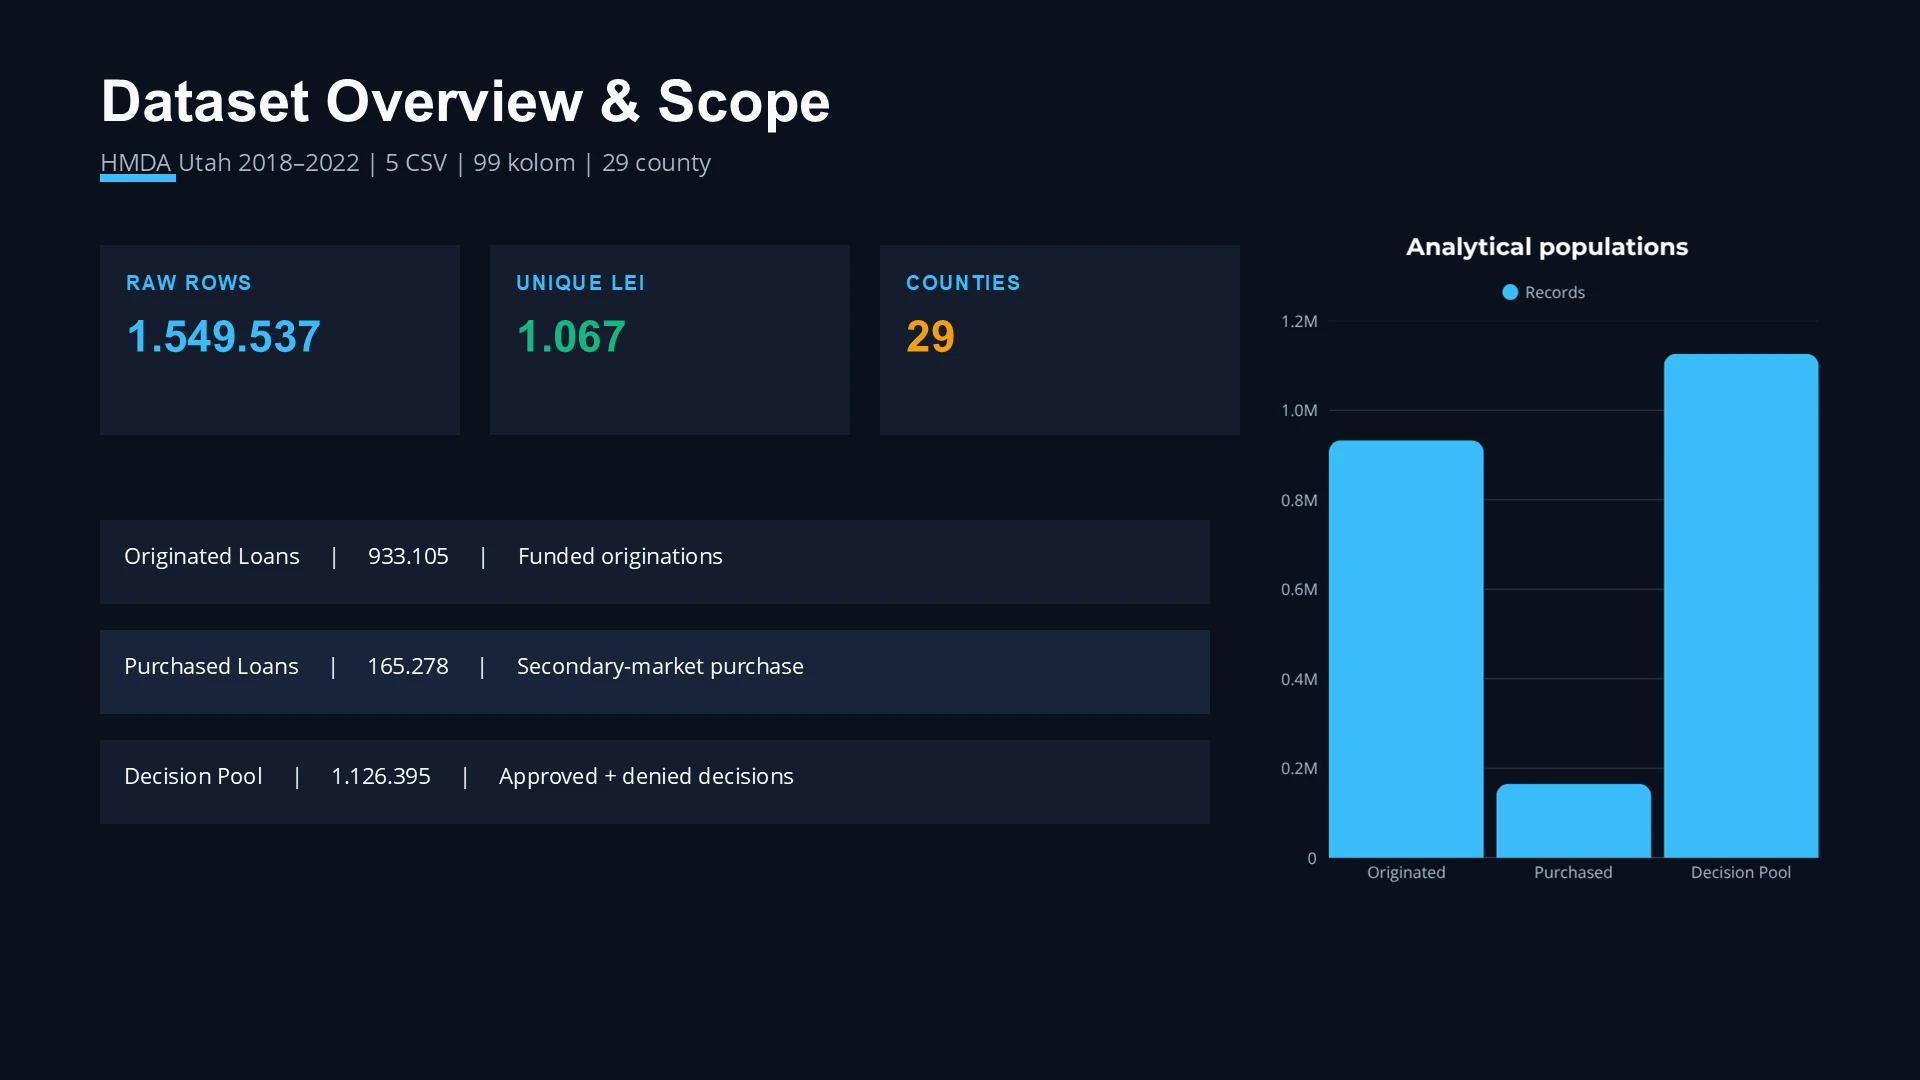 Dataset Overview & Scope
HMDA Utah 2018–2022 | 5 CSV | 99 kolom | 29 county
RAW ROWS
1.549.537
UNIQUE LEI
1.067
COUNTIES
29
Originated Loans | 933.105 | Funded originations
Purchased Loans | 165.278 | Secondary-market purchase
Decision Pool | 1.126.395 | Approved + denied decisions
Analytical populations
Records
1.2M
1.0M
0.8M
0.6M
0.4M
0.2M
0
Originated Purchased Decision Pool